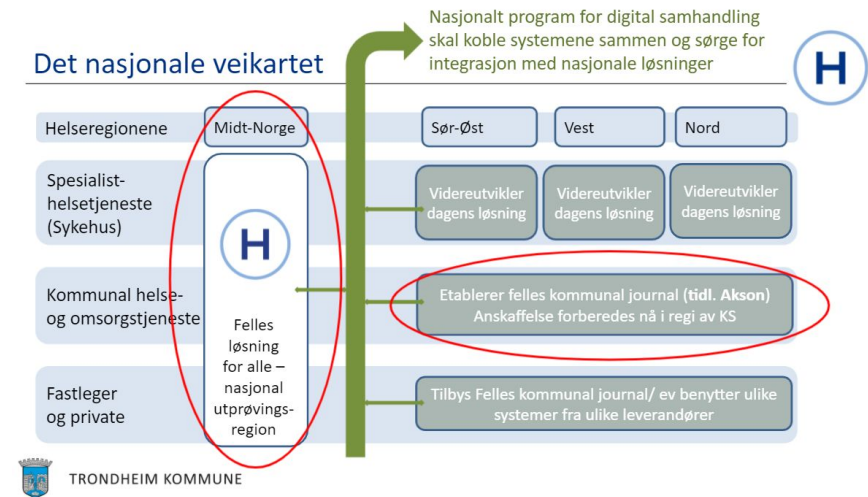 Nasjonalt program for digital samhandling
skal koble systemene sammen og sørge for
integrasjon med nasjonale løsninger
Det nasjonale veikartet
H
Helseregionene
Midt-Norge
Sør-Øst
Vest
Nord
Spesialist-
helsetjeneste
(Sykehus)
Videreutvikler
dagens løsning
Videreutvikler
dagens løsning
Videreutvikler
dagens løsning
H
Kommunal helse-
og omsorgstjeneste
Felles
løsning
for alle –
nasjonal
utprøvings-
region
Etablerer felles kommunal journal (tidl. Akson)
Anskaffelse forberedes nå i regi av KS
Fastleger
og private
Tilbys Felles kommunal journal/ ev benytter ulike
systemer fra ulike leverandører
TRONDHEIM KOMMUNE